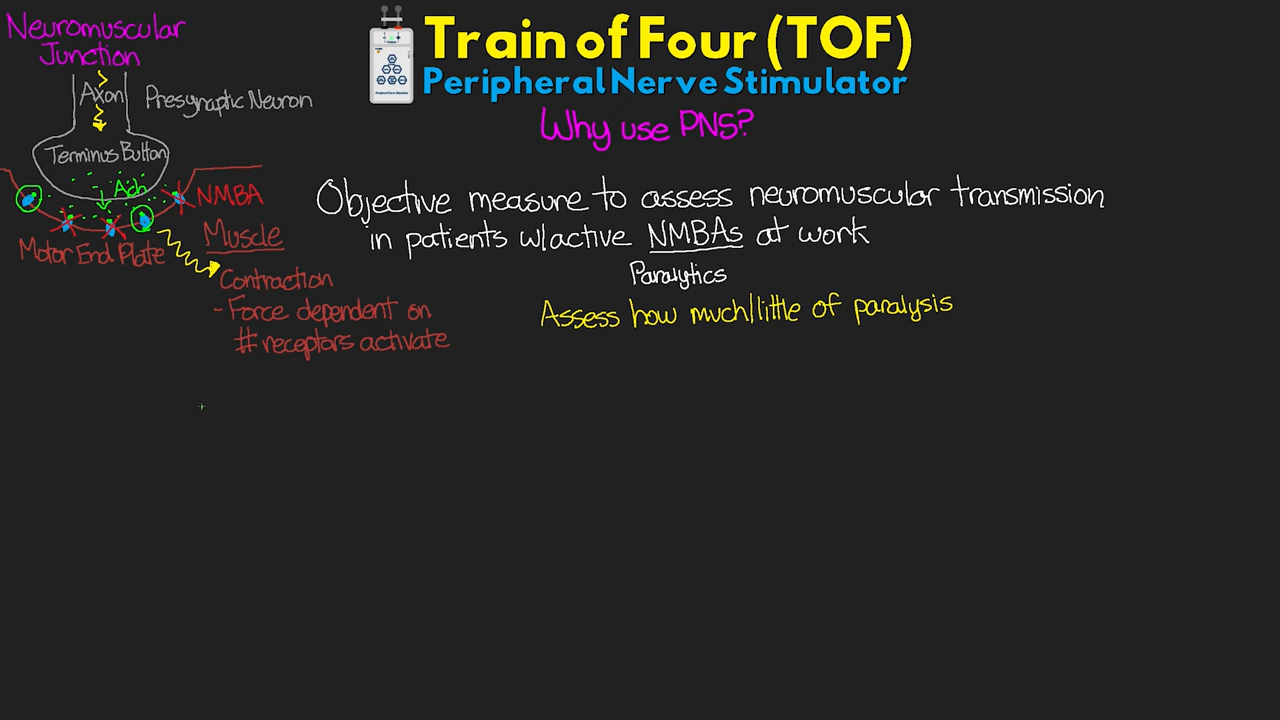 Neuromuscular
Junction
Axon
Presynaptic Neuron
Terminus Button
Ach
NMBA
Motor End Plate
Muscle
Contraction
- Force dependent on
# receptors activate
Train of Four (TOF)
Peripheral Nerve Stimulator
Why use PNS?
Objective measure to assess neuromuscular transmission
in patients w/active NMBAs at work
Paralytics
Assess how much/little of paralysis